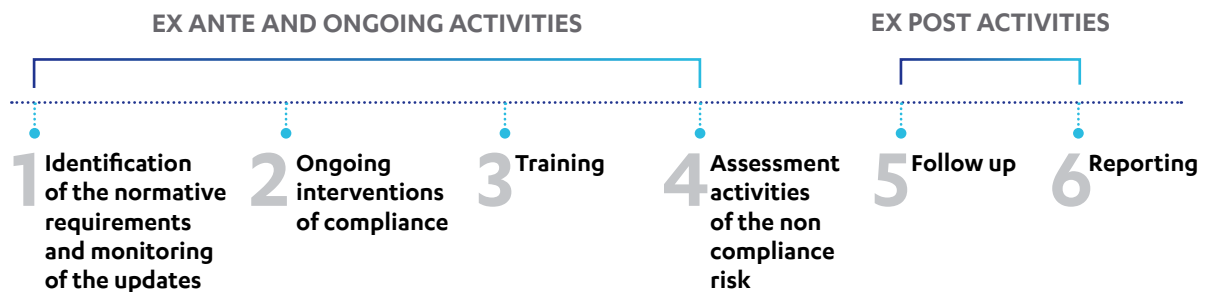 EX ANTE AND ONGOING ACTIVITIES
EX POST ACTIVITIES
1 Identification
of the normative
requirements
and monitoring
of the updates
2 Ongoing
interventions
of compliance
3 Training
4 Assessment
activities
of the non
compliance
risk
5 Follow up
6 Reporting